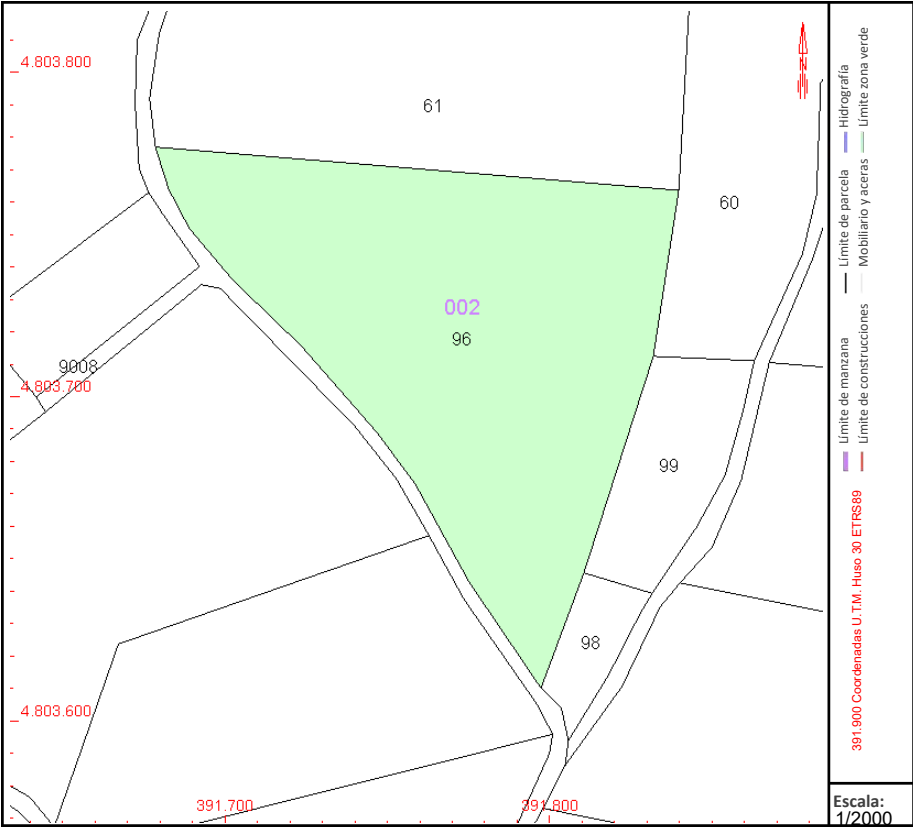 4.803.800
61
60
002
96
9008
4.803.700
99
98
4.803.600
391.700
391.800
N
Límite de manzana
Límite de parcela
Hidrografía
Límite de construcciones
Mobiliario y aceras
Límite zona verde
391.900 Coordenadas U.T.M. Huso 30 ETRS89
Escala:
1/2000